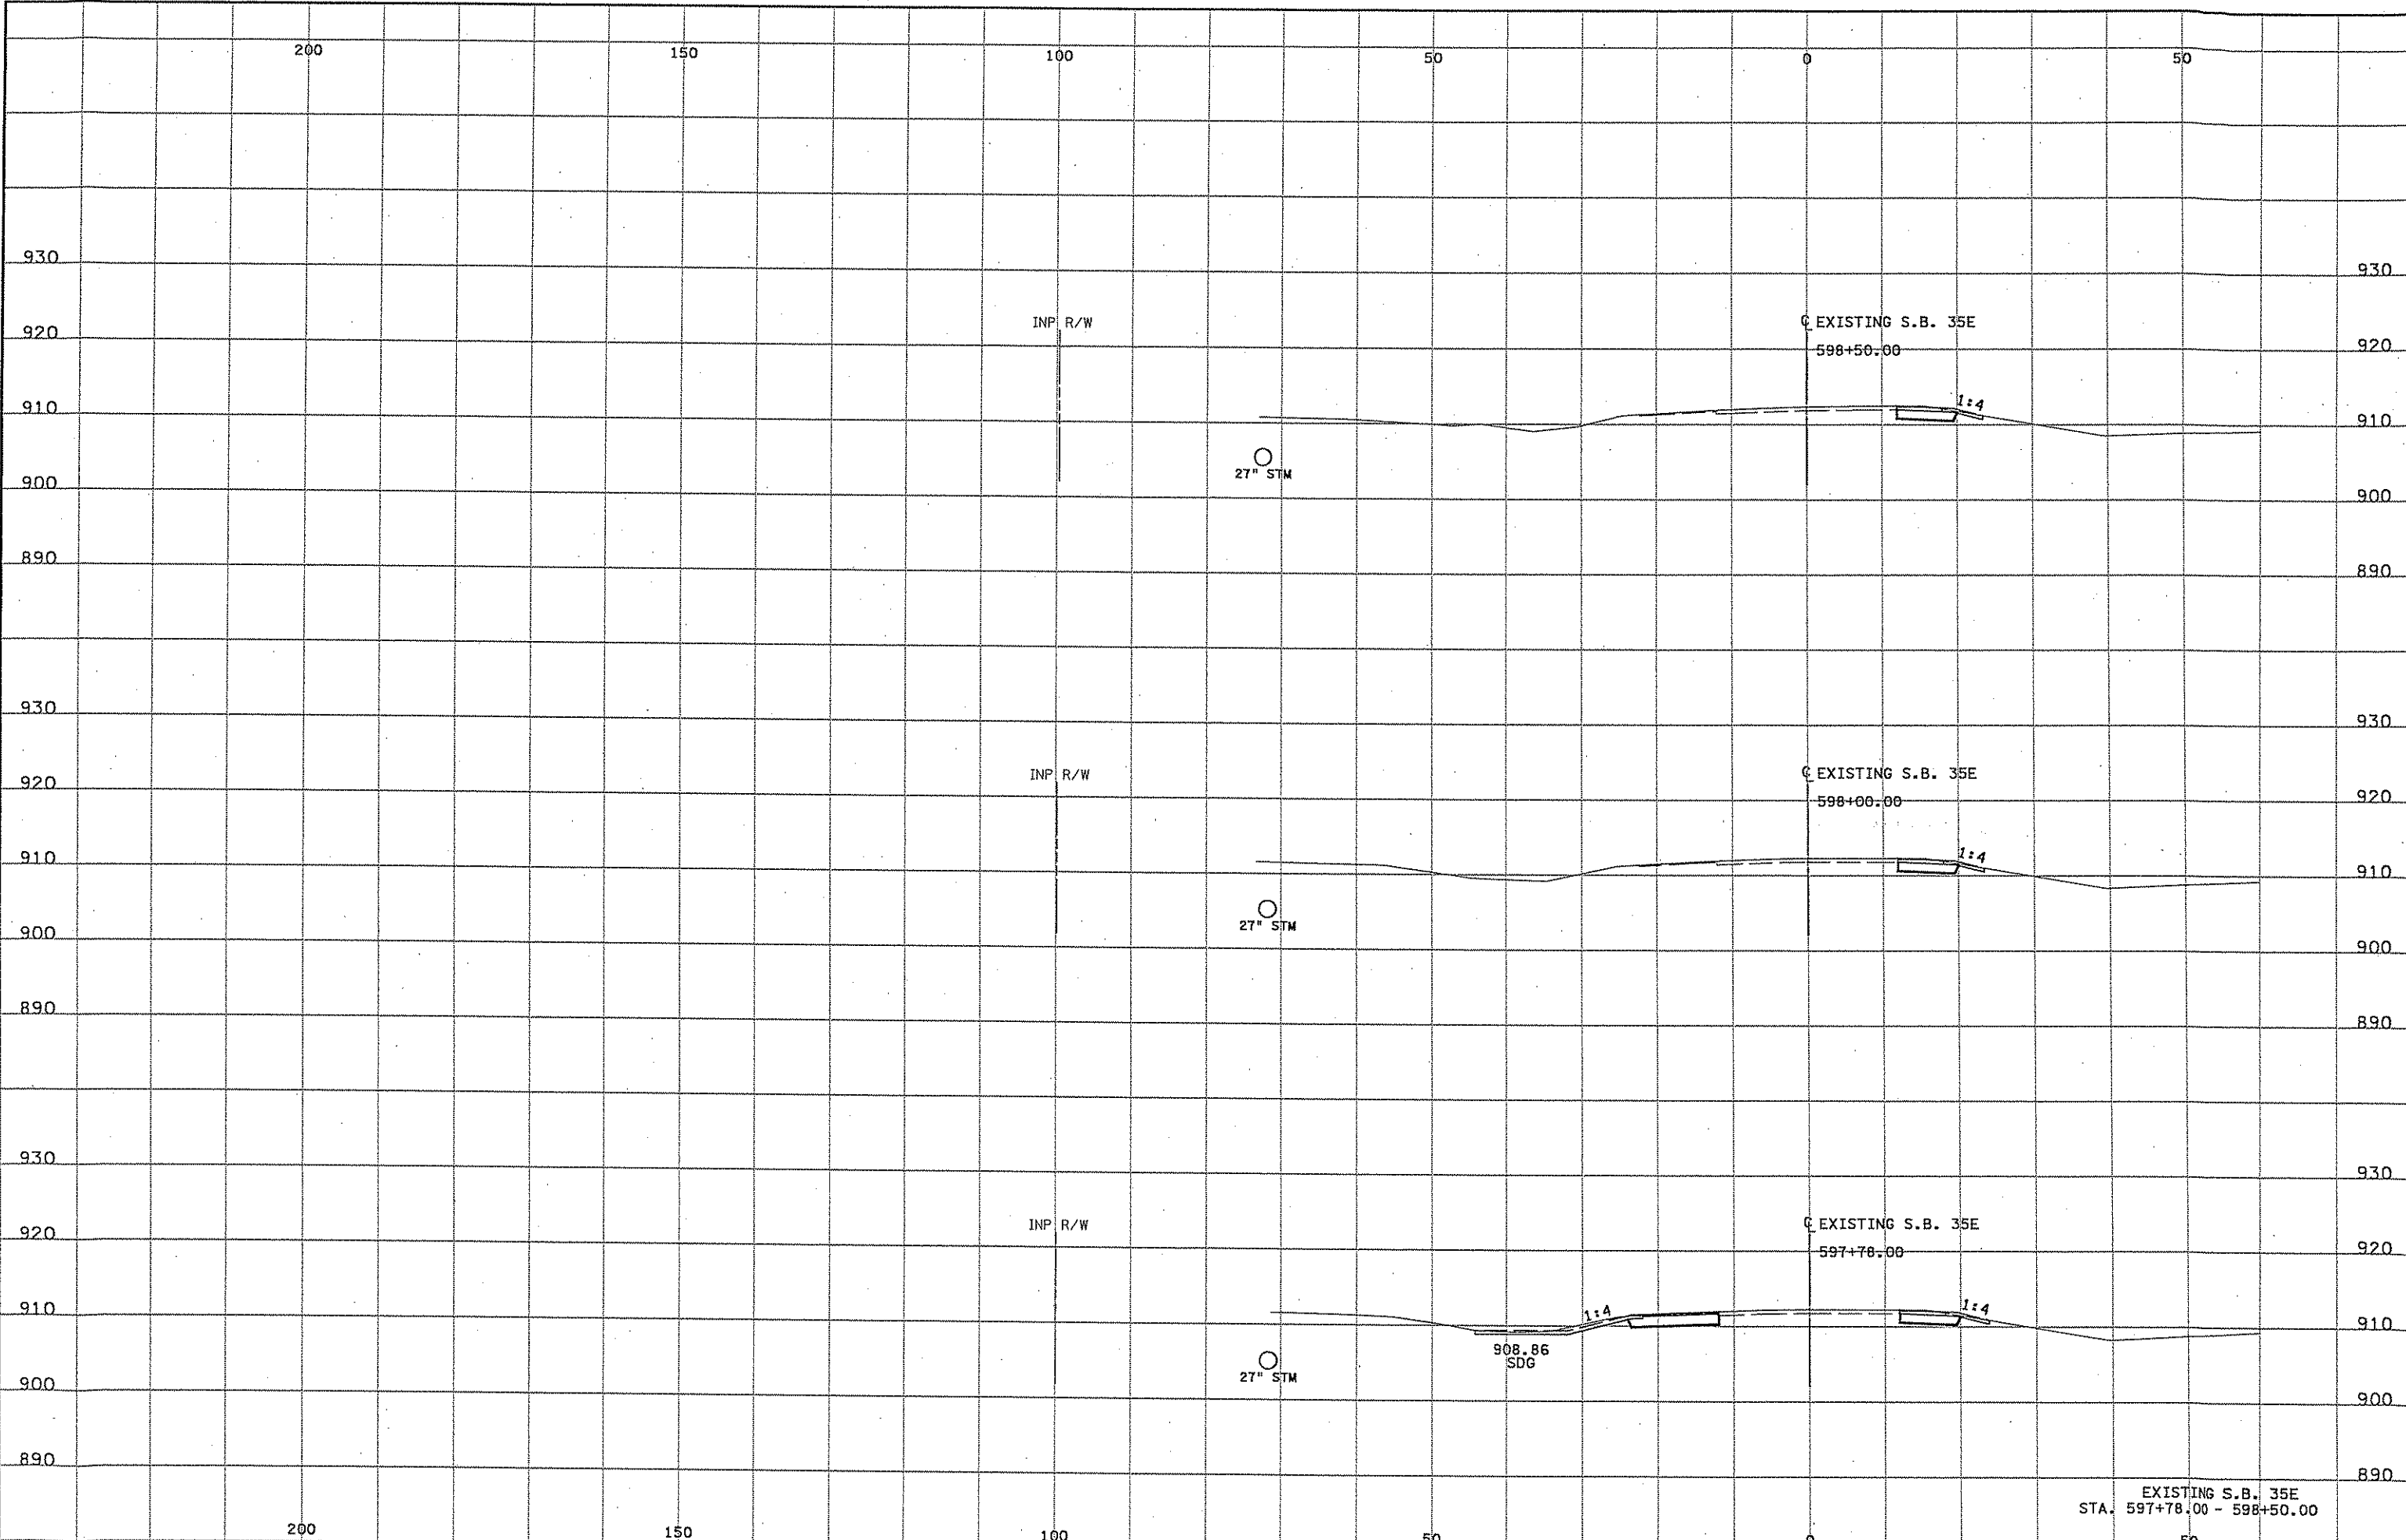 200 150 100 50 0 50
930 930
INP R/W ℄ EXISTING S.B. 35E
920 598+50.00 920
1:4
910 910
27" STM
900 900
890 890
930 930
INP R/W ℄ EXISTING S.B. 35E
920 598+00.00 920
1:4
910 910
27" STM
900 900
890 890
930 930
INP R/W ℄ EXISTING S.B. 35E
920 597+78.00 920
1:4 1:4
910 910
908.86
SDG
27" STM
900 900
890 890
EXISTING S.B. 35E
STA. 597+78.00 - 598+50.00
200 150 100 50 0 50